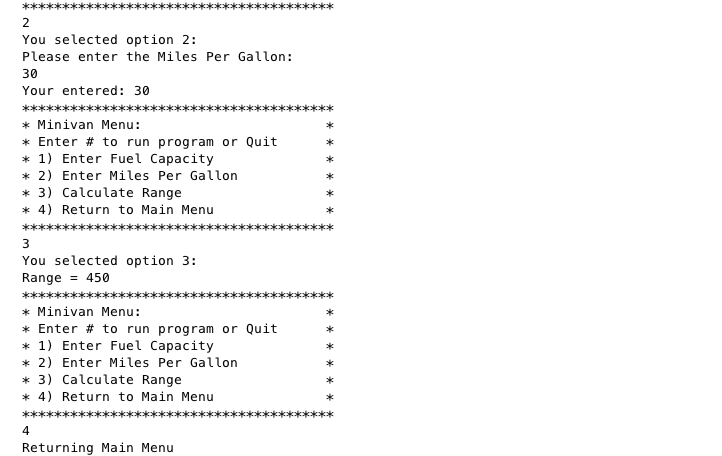 ***************************************
2
You selected option 2:
Please enter the Miles Per Gallon:
30
Your entered: 30
***************************************
* Minivan Menu:                       *
* Enter # to run program or Quit      *
* 1) Enter Fuel Capacity              *
* 2) Enter Miles Per Gallon           *
* 3) Calculate Range                  *
* 4) Return to Main Menu              *
***************************************
3
You selected option 3:
Range = 450
***************************************
* Minivan Menu:                       *
* Enter # to run program or Quit      *
* 1) Enter Fuel Capacity              *
* 2) Enter Miles Per Gallon           *
* 3) Calculate Range                  *
* 4) Return to Main Menu              *
***************************************
4
Returning Main Menu